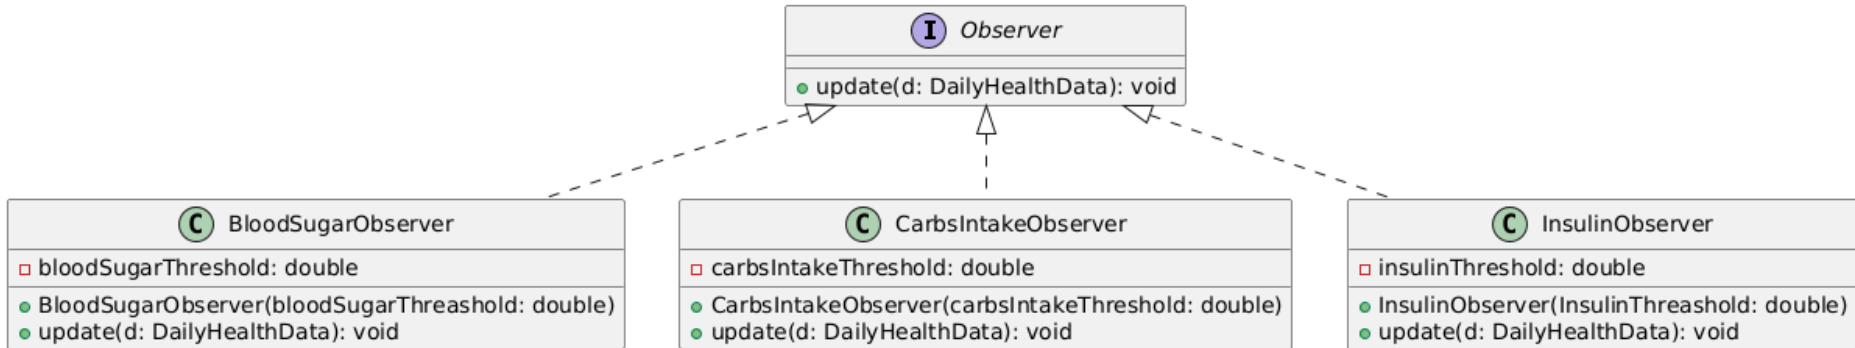 I Observer
update(d: DailyHealthData): void
C BloodSugarObserver
bloodSugarThreshold: double
BloodSugarObserver(bloodSugarThreashold: double)
update(d: DailyHealthData): void
C CarbsIntakeObserver
carbsIntakeThreshold: double
CarbsIntakeObserver(carbsIntakeThreshold: double)
update(d: DailyHealthData): void
C InsulinObserver
insulinThreshold: double
InsulinObserver(InsulinThreashold: double)
update(d: DailyHealthData): void